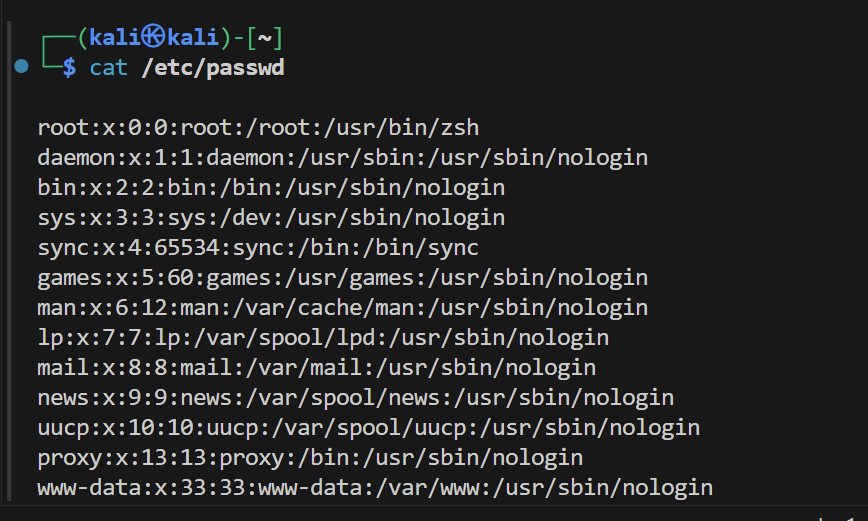 ┌──(kali㉿kali)-[~]
└─$ cat /etc/passwd
root:x:0:0:root:/root:/usr/bin/zsh
daemon:x:1:1:daemon:/usr/sbin:/usr/sbin/nologin
bin:x:2:2:bin:/bin:/usr/sbin/nologin
sys:x:3:3:sys:/dev:/usr/sbin/nologin
sync:x:4:65534:sync:/bin:/bin/sync
games:x:5:60:games:/usr/games:/usr/sbin/nologin
man:x:6:12:man:/var/cache/man:/usr/sbin/nologin
lp:x:7:7:lp:/var/spool/lpd:/usr/sbin/nologin
mail:x:8:8:mail:/var/mail:/usr/sbin/nologin
news:x:9:9:news:/var/spool/news:/usr/sbin/nologin
uucp:x:10:10:uucp:/var/spool/uucp:/usr/sbin/nologin
proxy:x:13:13:proxy:/bin:/usr/sbin/nologin
www-data:x:33:33:www-data:/var/www:/usr/sbin/nologin